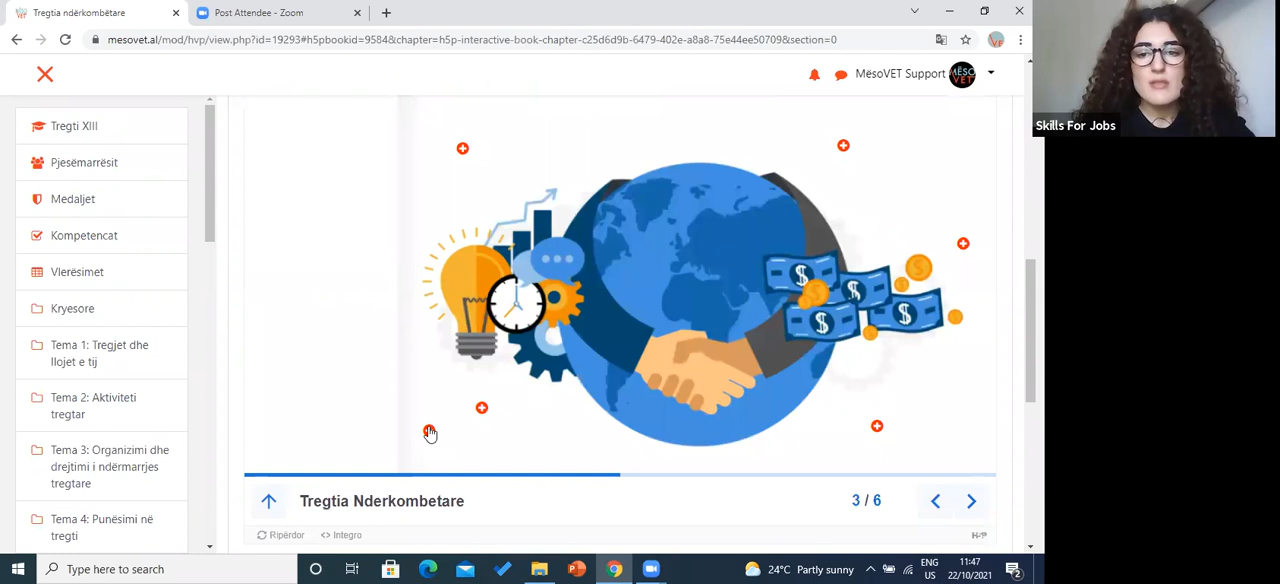 Tregtia ndërkombëtare
Post Attendee - Zoom
mesovet.al/mod/hvp/view.php?id=19293#h5pbookid=9584&chapter=h5p-interactive-book-chapter-c25d6d9b-6479-402e-a8a8-75e44ee50709&section=0
MësoVET Support
MËSO
VET
Skills For Jobs
Tregti XIII
Pjesëmarrësit
Medaljet
Kompetencat
Vlerësimet
Kryesore
Tema 1: Tregjet dhe
llojet e tij
Tema 2: Aktiviteti
tregtar
Tema 3: Organizimi dhe
drejtimi i ndërmarrjes
tregtare
Tema 4: Punësimi në
tregti
$ $ $ $
Tregtia Nderkombetare
3 / 6
Ripërdor
<> Integro
H-P
Type here to search
24°C Partly sunny
ENG
US
11:47
22/10/2021
2